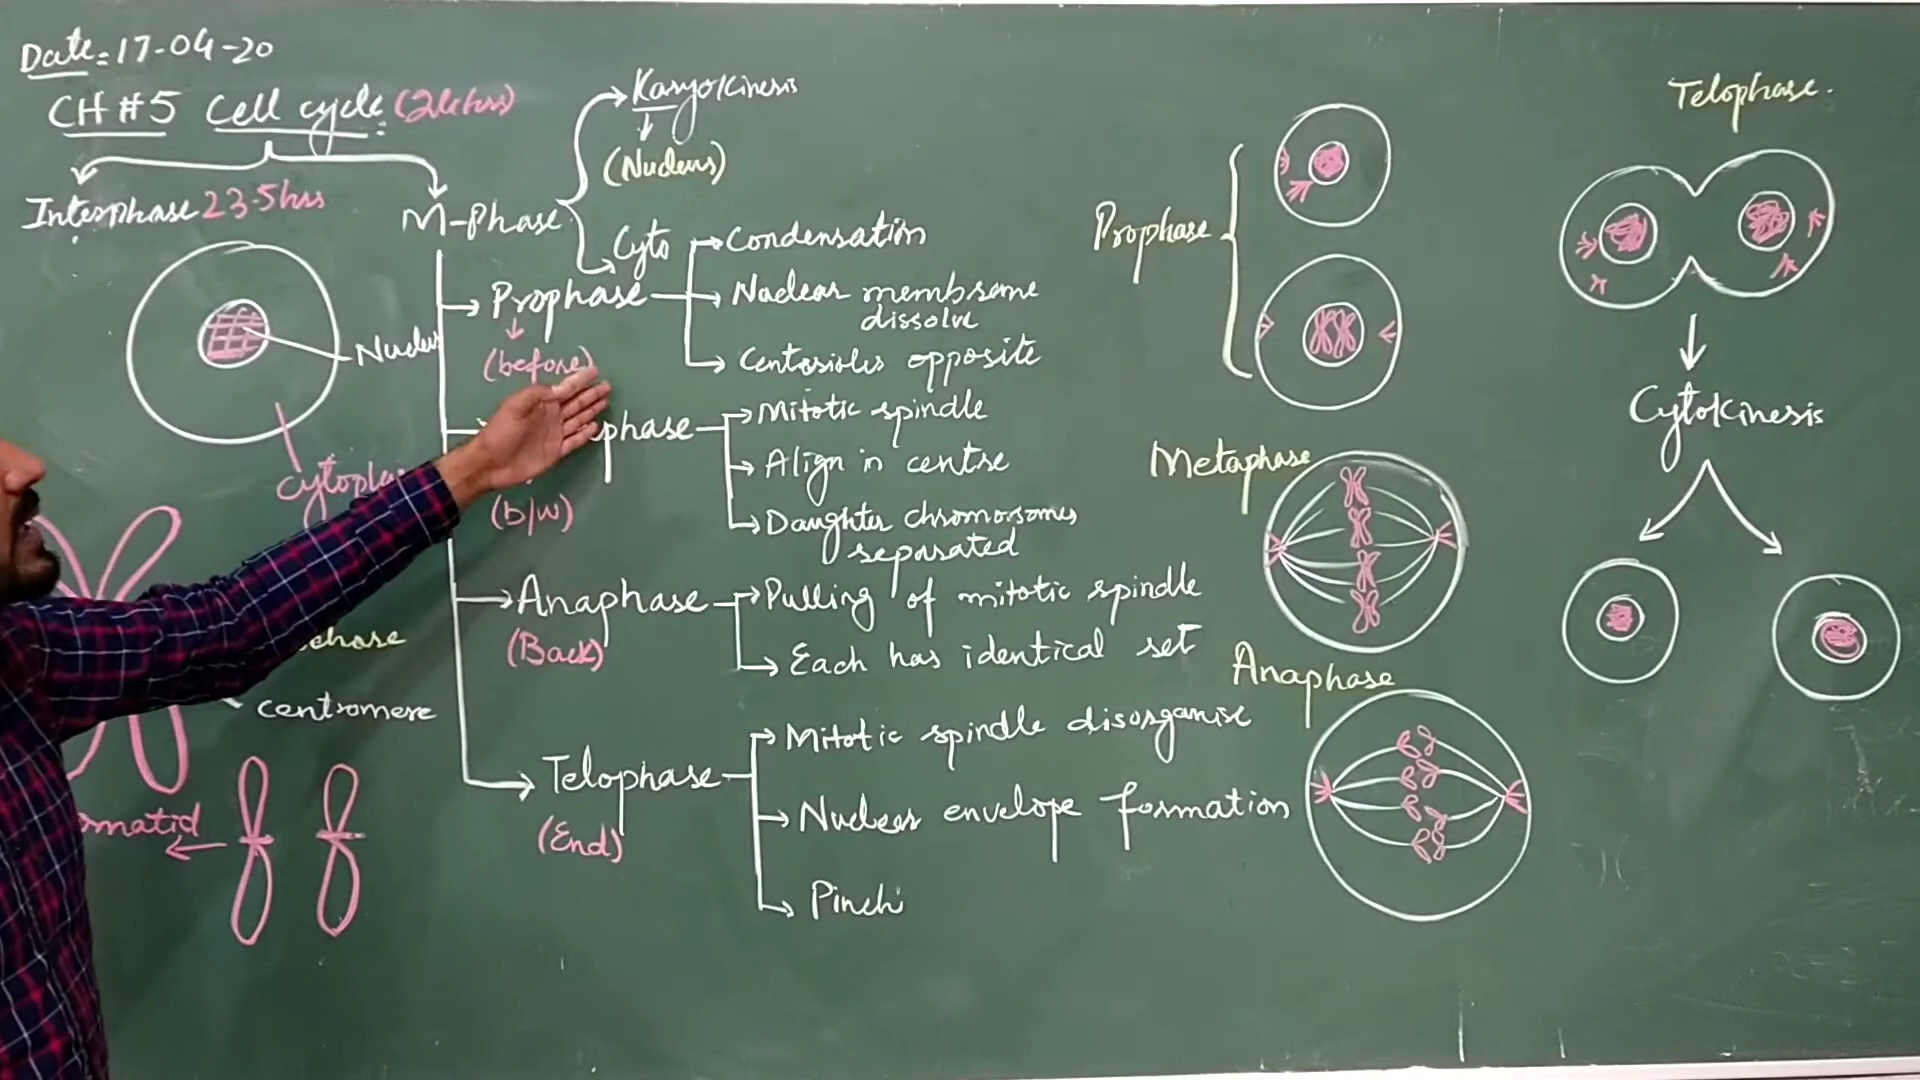 Date:- 17-04-20
CH #5 Cell cycle (24hrs)
Interphase 23.5hrs
M-Phase
Karyokinesis
(Nucleus)
Cyto
Nucleus
Prophase
(before)
Condensation
Nuclear membrane
dissolve
Centrioles opposite
(b/w)
Mitotic spindle
Align in centre
Daughter chromosomes
separated
Anaphase
(Back)
Pulling of mitotic spindle
Each has identical set
centromere
Telophase
(End)
Mitotic spindle disorganise
Nuclear envelope formation
Pinch
Prophase
Metaphase
Anaphase
Telophase.
Cytokinesis